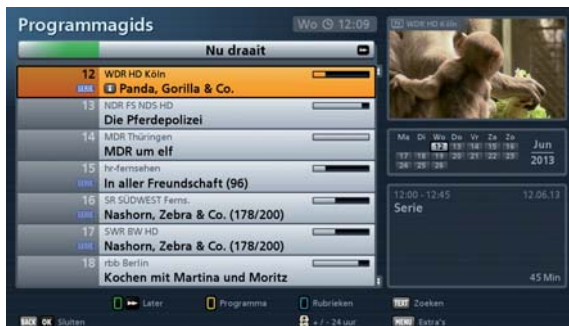 Programmagids
Wo 12:09
WDR HD Köln
Nu draait
12 WDR HD Köln
SERIE Panda, Gorilla & Co.
13 NDR FS NDS HD
Die Pferdepolizei
14 MDR Thüringen
MDR um elf
15 hr-fernsehen
SERIE In aller Freundschaft (96)
16 SR SÜDWEST Ferns.
SERIE Nashorn, Zebra & Co. (178/200)
17 SWR BW HD
SERIE Nashorn, Zebra & Co. (178/200)
18 rbb Berlin
Kochen mit Martina und Moritz
Ma Di Wo Do Vr Za Zo
12 13 14 15 16
17 18 19 20 21 22 23
24 25 26
Jun
2013
12:00 - 12:45 12.06.13
Serie
45 Min
Later
Programma
Rubrieken
TEXT Zoeken
BACK OK Sluiten
+ / - 24 uur
MENU Extra's